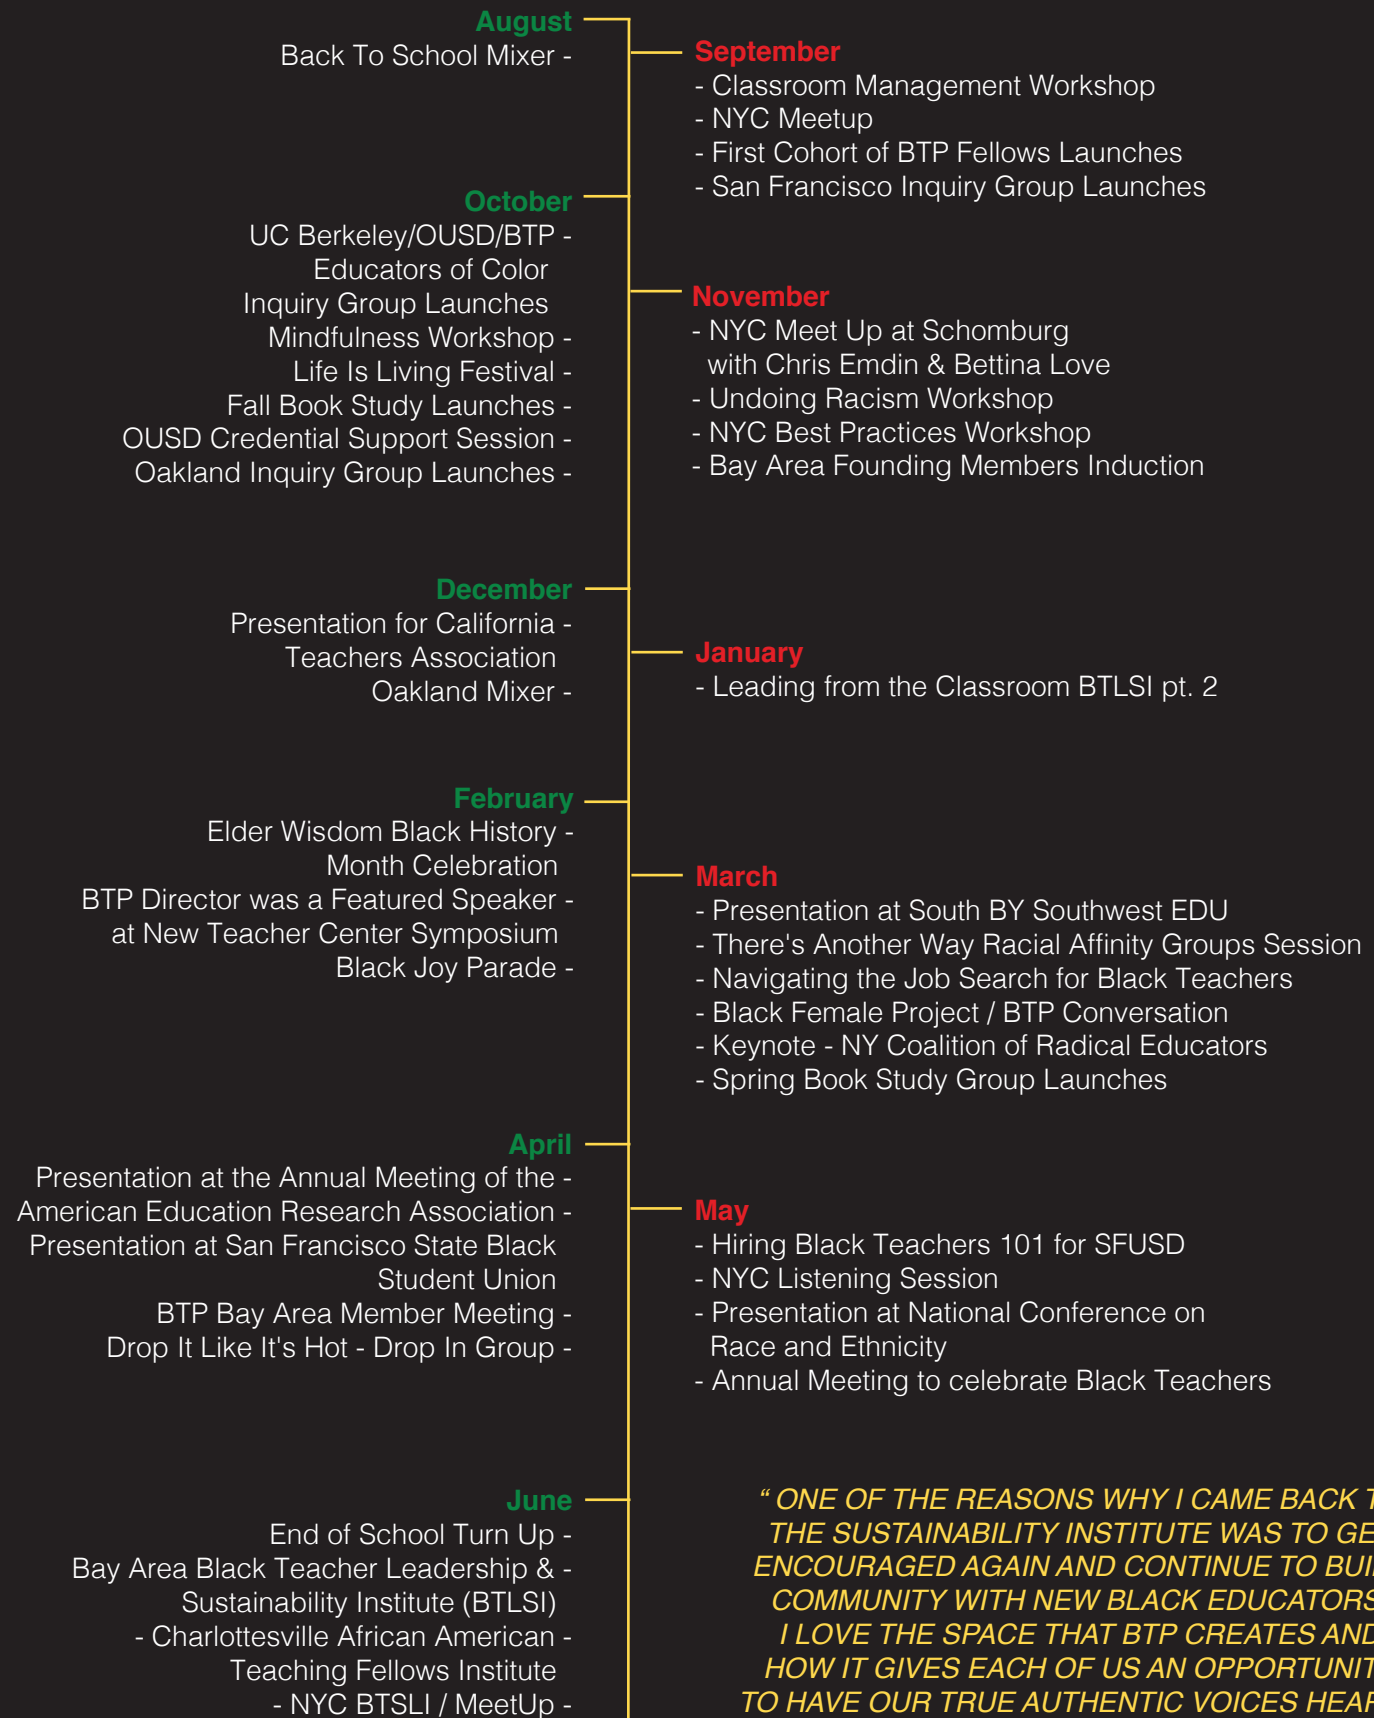 August
Back To School Mixer -
September
- Classroom Management Workshop
- NYC Meetup
- First Cohort of BTP Fellows Launches
- San Francisco Inquiry Group Launches
October
UC Berkeley/OUSD/BTP -
Educators of Color
Inquiry Group Launches
Mindfulness Workshop -
Life Is Living Festival -
Fall Book Study Launches -
OUSD Credential Support Session -
Oakland Inquiry Group Launches -
November
- NYC Meet Up at Schomburg
with Chris Emdin & Bettina Love
- Undoing Racism Workshop
- NYC Best Practices Workshop
- Bay Area Founding Members Induction
December
Presentation for California -
Teachers Association
Oakland Mixer -
January
- Leading from the Classroom BTLSI pt. 2
February
Elder Wisdom Black History -
Month Celebration
BTP Director was a Featured Speaker -
at New Teacher Center Symposium
Black Joy Parade -
March
- Presentation at South BY Southwest EDU
- There's Another Way Racial Affinity Groups Session
- Navigating the Job Search for Black Teachers
- Black Female Project / BTP Conversation
- Keynote - NY Coalition of Radical Educators
- Spring Book Study Group Launches
April
Presentation at the Annual Meeting of the -
American Education Research Association -
Presentation at San Francisco State Black
Student Union
BTP Bay Area Member Meeting -
Drop It Like It's Hot - Drop In Group -
May
- Hiring Black Teachers 101 for SFUSD
- NYC Listening Session
- Presentation at National Conference on
Race and Ethnicity
- Annual Meeting to celebrate Black Teachers
June
End of School Turn Up -
Bay Area Black Teacher Leadership & -
Sustainability Institute (BTLSI)
- Charlottesville African American -
Teaching Fellows Institute
- NYC BTSLI / MeetUp -
“ ONE OF THE REASONS WHY I CAME BACK
THE SUSTAINABILITY INSTITUTE WAS TO
ENCOURAGED AGAIN AND CONTINUE TO
COMMUNITY WITH NEW BLACK EDUCATORS
I LOVE THE SPACE THAT BTP CREATES AND
HOW IT GIVES EACH OF US AN
TO HAVE OUR TRUE AUTHENTIC VOICES